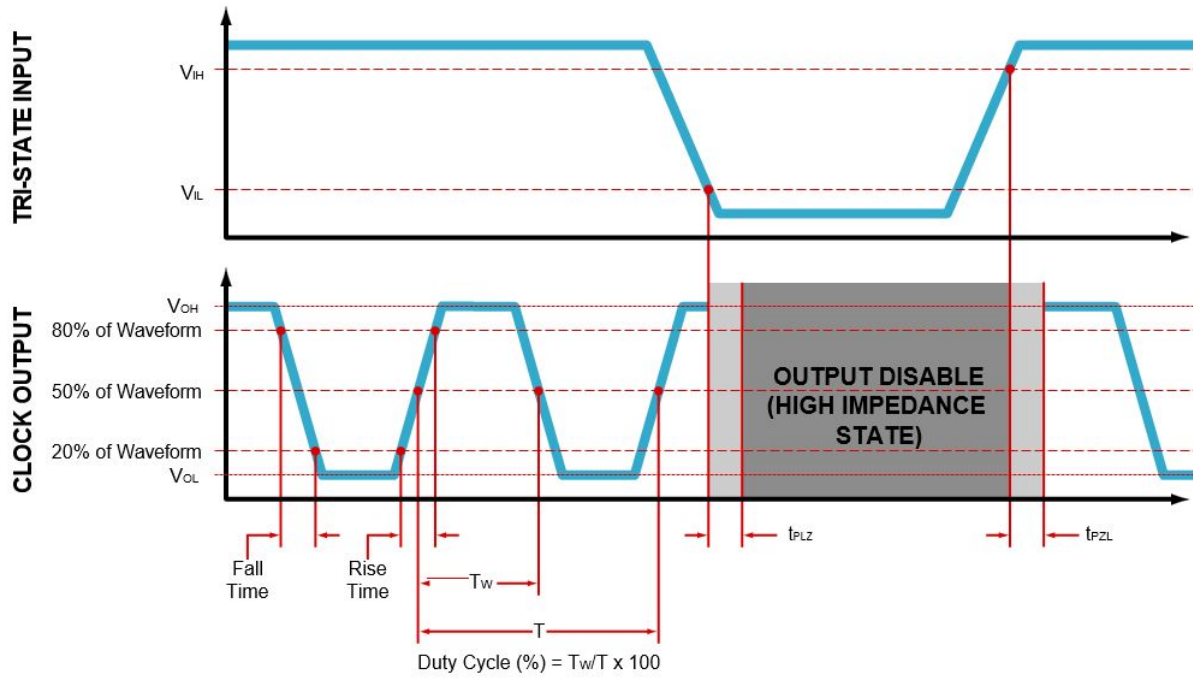 TRI-STATE INPUT
VIH
VIL
CLOCK OUTPUT
VOH
80% of Waveform
50% of Waveform
20% of Waveform
VOL
OUTPUT DISABLE
(HIGH IMPEDANCE
STATE)
tPLZ
tPZL
Fall
Time
Rise
Time
TW
T
Duty Cycle (%) = TW/T x 100